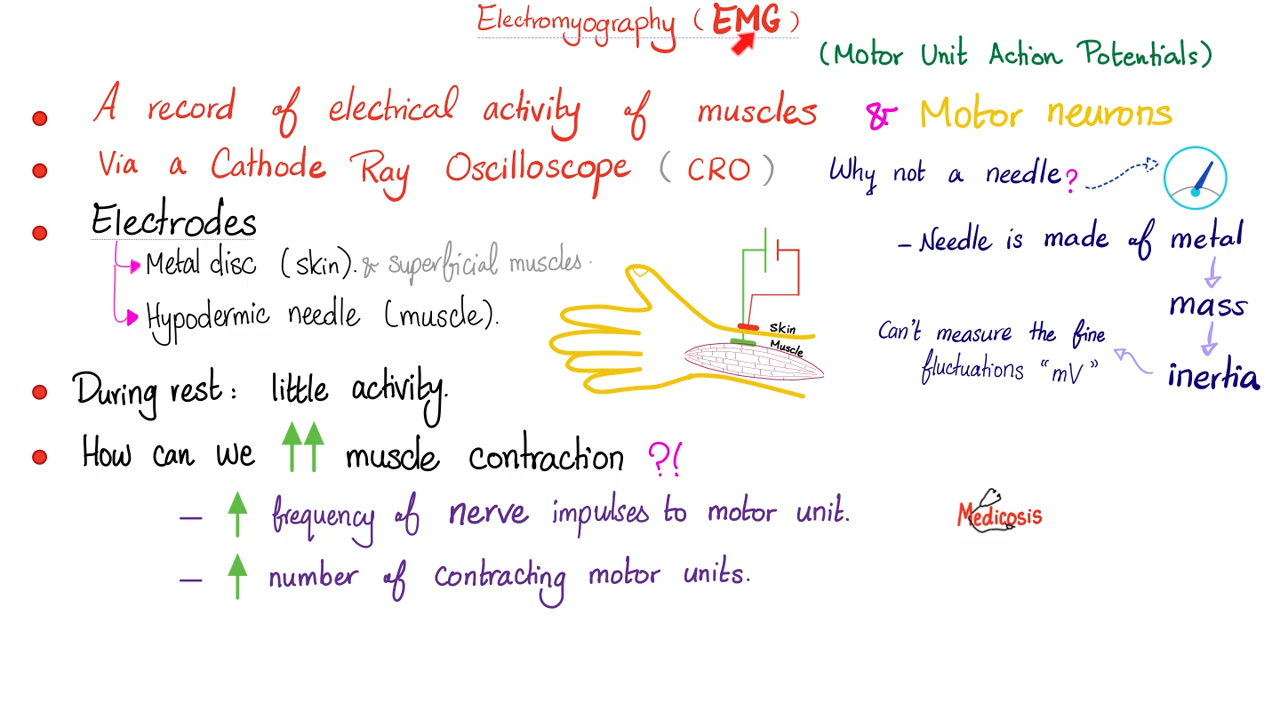 Electromyography (EMG)
(Motor Unit Action Potentials)
A record of electrical activity of muscles & Motor neurons
Via a Cathode Ray Oscilloscope (CRO)
Why not a needle?
- Needle is made of metal
mass
inertia
Can't measure the fine
fluctuations "mV"
Electrodes
Metal disc (skin). & superficial muscles.
Hypodermic needle (muscle).
Skin
Muscle
During rest: little activity.
How can we muscle contraction ?!
- frequency of nerve impulses to motor unit.
- number of contracting motor units.
Medicosis